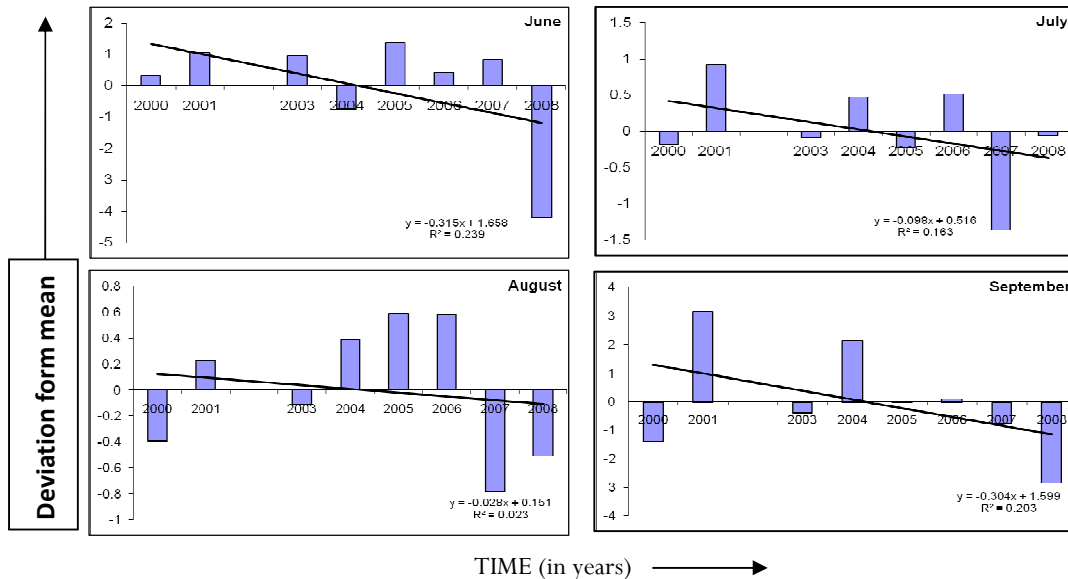 June
2
1
0
-1
-2
-3
-4
-5
2000 2001 2003 2004 2005 2006 2007 2008
y = -0.315x + 1.658
R² = 0.239
July
1.5
1
0.5
0
-0.5
-1
-1.5
2000 2001 2003 2004 2005 2006 2007 2008
y = -0.098x + 0.516
R² = 0.163
August
0.8
0.6
0.4
0.2
0
-0.2
-0.4
-0.6
-0.8
-1
2000 2001 2003 2004 2005 2006 2007 2008
y = -0.028x + 0.151
R² = 0.023
September
4
3
2
1
0
-1
-2
3
-4
2000 2001 2003 2004 2005 2006 2007 2008
y = -0.304x + 1.599
R² = 0.203
Deviation form mean
TIME (in years)